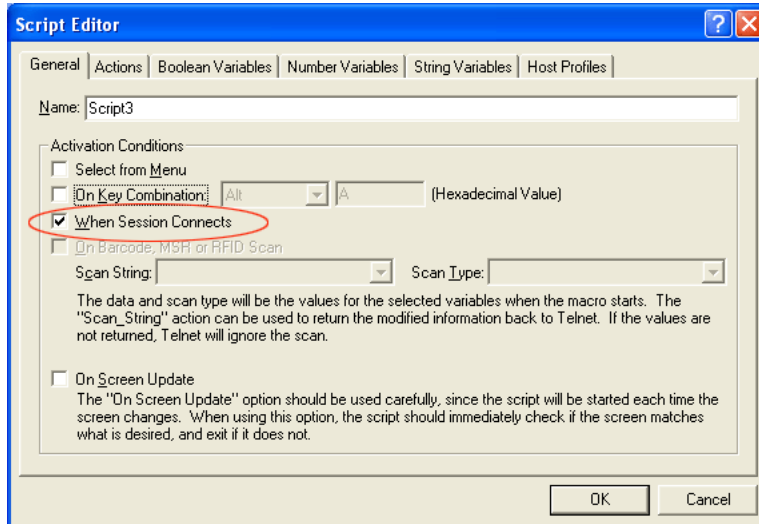 Script Editor
General Actions Boolean Variables Number Variables String Variables Host Profiles
Name: Script3
Activation Conditions
Select from Menu
On Key Combination: Alt A (Hexadecimal Value)
When Session Connects
On Barcode, MSR or RFID Scan
Scan String: Scan Type:
The data and scan type will be the values for the selected variables when the macro starts. The
"Scan_String" action can be used to return the modified information back to Telnet. If the values are
not returned, Telnet will ignore the scan.
On Screen Update
The "On Screen Update" option should be used carefully, since the script will be started each time the
screen changes. When using this option, the script should immediately check if the screen matches
what is desired, and exit if it does not.
OK Cancel